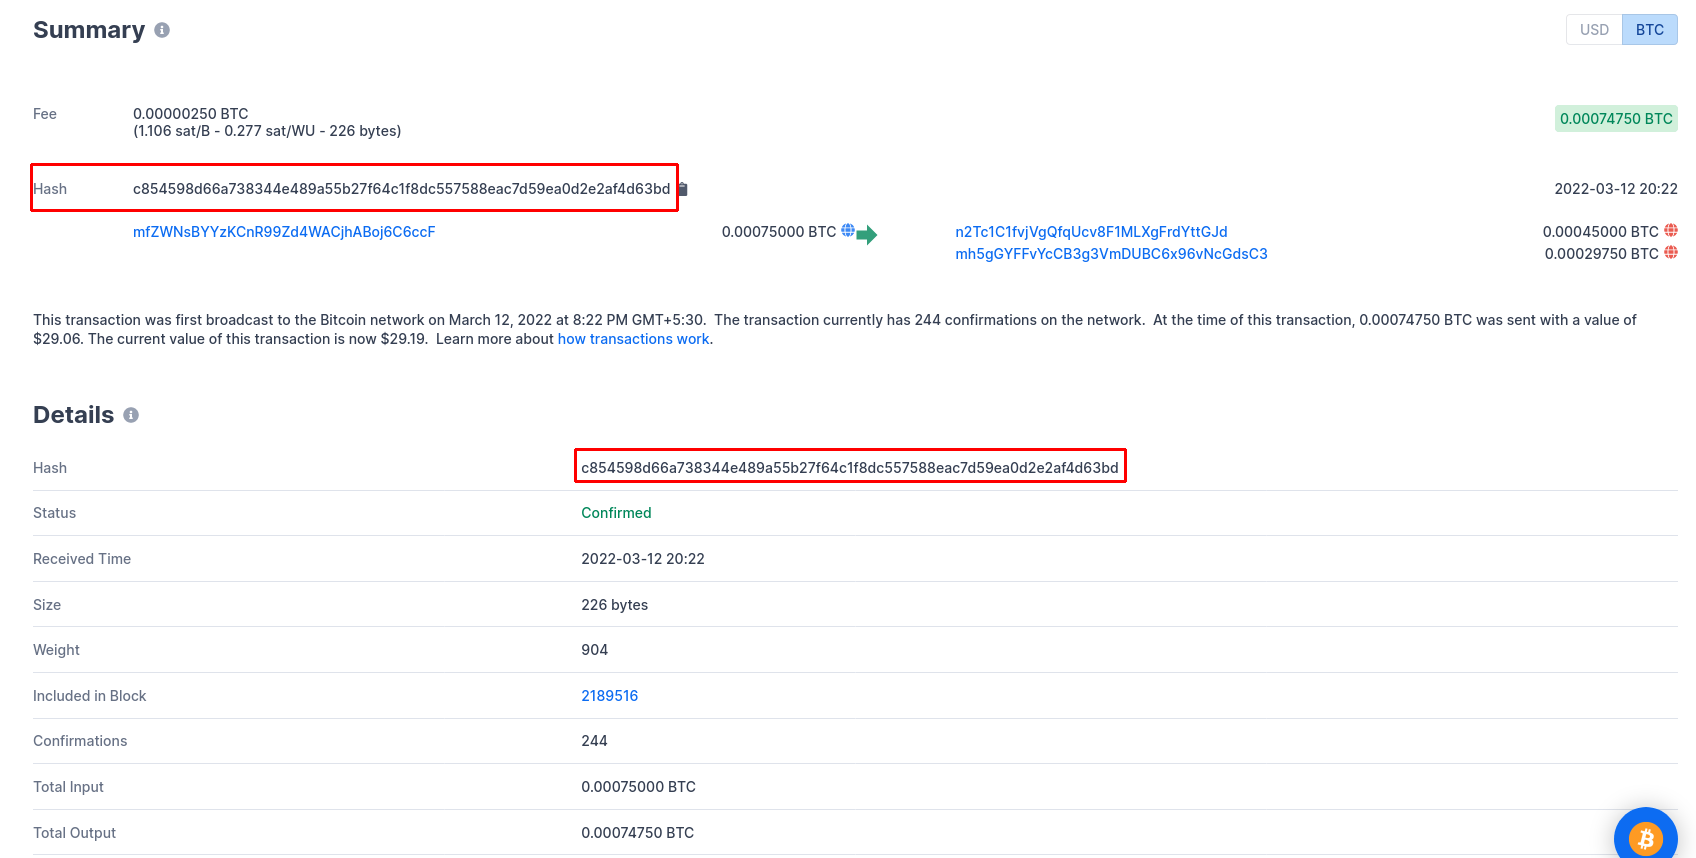 Summary
USD BTC
Fee 0.00000250 BTC 0.00074750 BTC
(1.106 sat/B - 0.277 sat/WU - 226 bytes)
Hash c854598d66a738344e489a55b27f64c1f8dc557588eac7d59ea0d2e2af4d63bd 2022-03-12 20:22
mfZWNsBYYzKCnR99Zd4WACjhABoj6C6ccF 0.00075000 BTC n2Tc1C1fvjVgQfqUcv8F1MLXgFrdYttGJd 0.00045000 BTC
mh5gGYFFvYcCB3g3VmDUBC6x96vNcGdsC3 0.00029750 BTC
This transaction was first broadcast to the Bitcoin network on March 12, 2022 at 8:22 PM GMT+5:30. The transaction currently has 244 confirmations on the network. At the time of this transaction, 0.00074750 BTC was sent with a value of
$29.06. The current value of this transaction is now $29.19. Learn more about how transactions work.
Details
Hash c854598d66a738344e489a55b27f64c1f8dc557588eac7d59ea0d2e2af4d63bd
Status Confirmed
Received Time 2022-03-12 20:22
Size 226 bytes
Weight 904
Included in Block 2189516
Confirmations 244
Total Input 0.00075000 BTC
Total Output 0.00074750 BTC